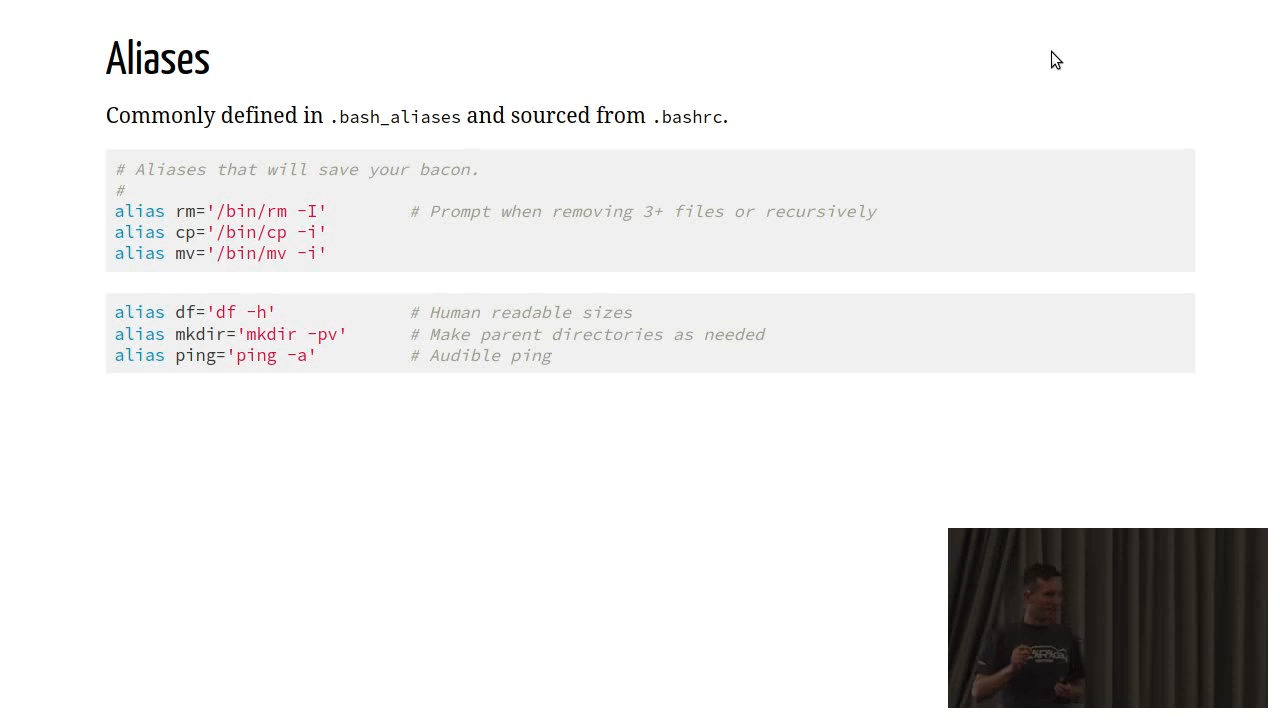 Aliases
Commonly defined in .bash_aliases and sourced from .bashrc.
# Aliases that will save your bacon.
#
alias rm='/bin/rm -I' # Prompt when removing 3+ files or recursively
alias cp='/bin/cp -i'
alias mv='/bin/mv -i'
alias df='df -h' # Human readable sizes
alias mkdir='mkdir -pv' # Make parent directories as needed
alias ping='ping -a' # Audible ping